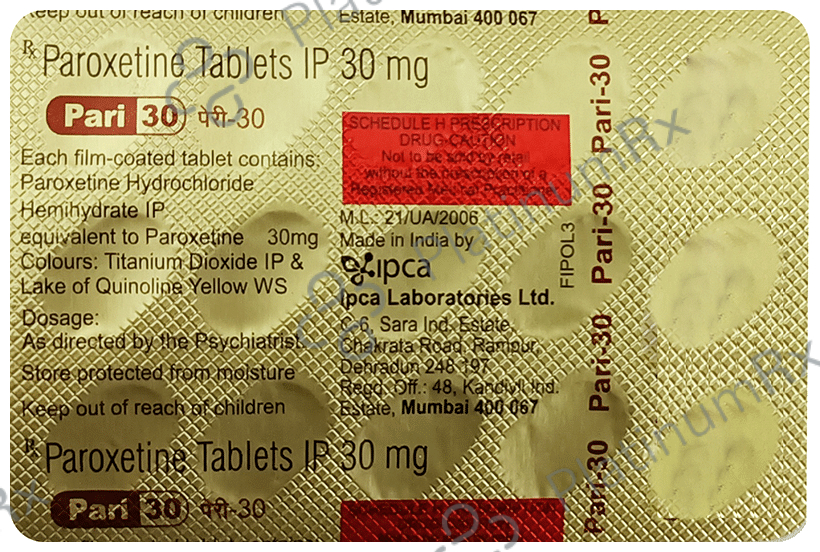 Keep out of reach of children
Estate, Mumbai 400 067
Rx Paroxetine Tablets IP 30 mg
Pari 30 पेरी-30
Each film-coated tablet contains:
Paroxetine Hydrochloride
Hemihydrate IP
equivalent to Paroxetine 30mg
Colours: Titanium Dioxide IP &
Lake of Quinoline Yellow WS
Dosage:
As directed by the Psychiatrist.
Store protected from moisture
Keep out of reach of children
SCHEDULE H PRESCRIPTION
DRUG-CAUTION
Not to be sold by retail
without the prescription of a
Registered Medical Practitioner
M.L.: 21/UA/2006
Made in India by
ipca
Ipca Laboratories Ltd.
C-6, Sara Ind. Estate,
Chakrata Road, Rampur,
Dehradun 248 197
Regd. Off.: 48, Kandivli Ind.
Estate, Mumbai 400 067
FIPOL3
Pari-30 Pari-30 Pari-30 Pari-30 P
Rx Paroxetine Tablets IP 30 mg
Pari 30 पेरी-30
PlatinumRx
PlatinumRx